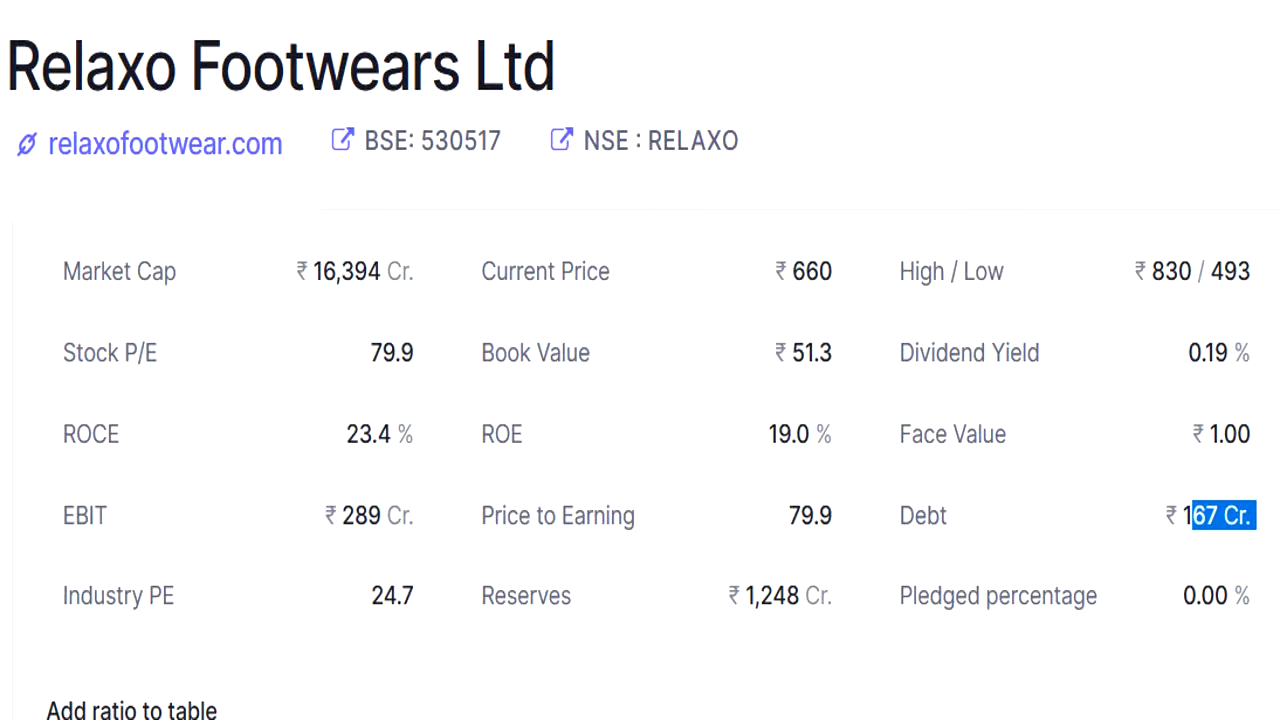 Relaxo Footwears Ltd
relaxofootwear.com BSE: 530517 NSE : RELAXO
Market Cap ₹ 16,394 Cr. Current Price ₹ 660 High / Low ₹ 830 / 493
Stock P/E 79.9 Book Value ₹ 51.3 Dividend Yield 0.19 %
ROCE 23.4 % ROE 19.0 % Face Value ₹ 1.00
EBIT ₹ 289 Cr. Price to Earning 79.9 Debt ₹ 167 Cr.
Industry PE 24.7 Reserves ₹ 1,248 Cr. Pledged percentage 0.00 %
Add ratio to table